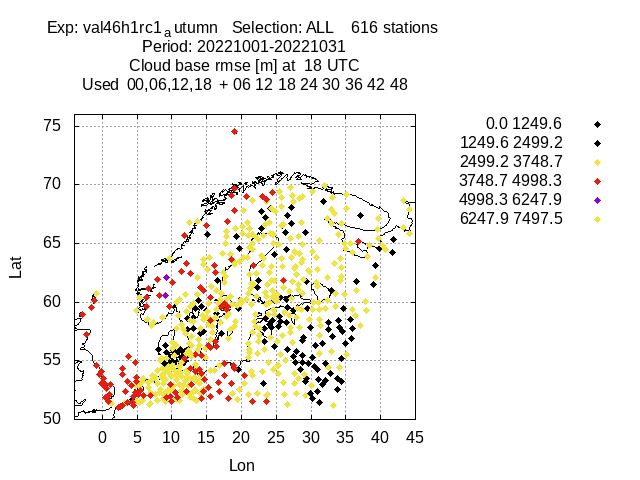 Exp: val46h1rc1a utumn   Selection: ALL    616 stations
Period: 20221001-20221031
Cloud base rmse [m] at  18 UTC
Used  00,06,12,18  + 06 12 18 24 30 36 42 48
0.0 1249.6
1249.6 2499.2
2499.2 3748.7
3748.7 4998.3
4998.3 6247.9
6247.9 7497.5
75
70
65
60
55
50
Lat
0 5 10 15 20 25 30 35 40 45
Lon